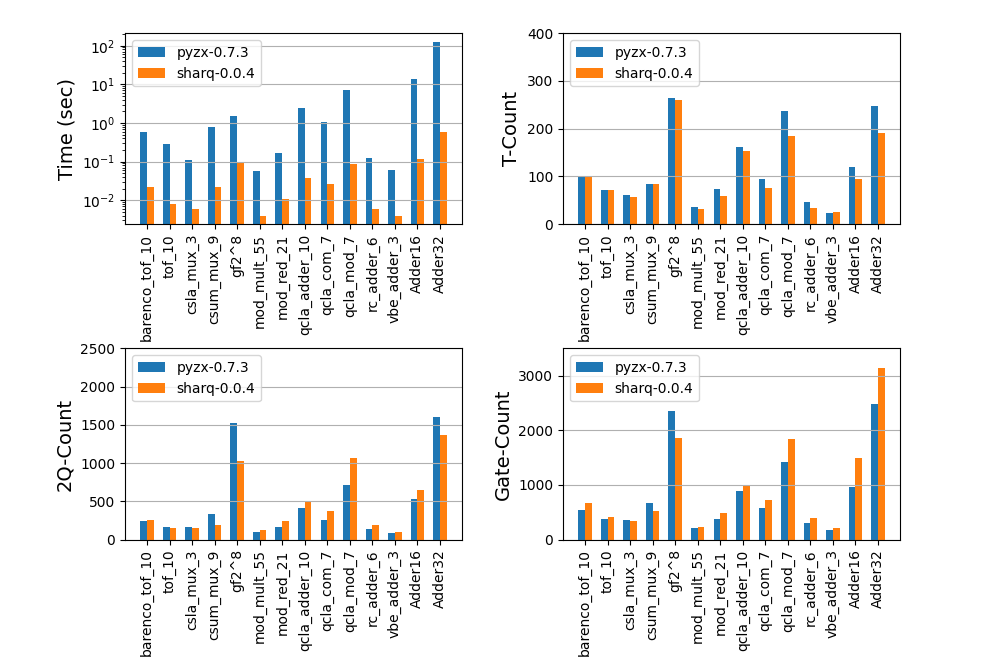 Time (sec)
10²
10¹
10⁰
10⁻¹
10⁻²
pyzx-0.7.3
sharq-0.0.4
barenco_tof_10
tof_10
csla_mux_3
csum_mux_9
gf2^8
mod_mult_55
mod_red_21
qcla_adder_10
qcla_com_7
qcla_mod_7
rc_adder_6
vbe_adder_3
Adder16
Adder32
T-Count
400
300
200
100
0
pyzx-0.7.3
sharq-0.0.4
barenco_tof_10
tof_10
csla_mux_3
csum_mux_9
gf2^8
mod_mult_55
mod_red_21
qcla_adder_10
qcla_com_7
qcla_mod_7
rc_adder_6
vbe_adder_3
Adder16
Adder32
2Q-Count
2500
2000
1500
1000
500
0
pyzx-0.7.3
sharq-0.0.4
barenco_tof_10
tof_10
csla_mux_3
csum_mux_9
gf2^8
mod_mult_55
mod_red_21
qcla_adder_10
qcla_com_7
qcla_mod_7
rc_adder_6
vbe_adder_3
Adder16
Adder32
Gate-Count
3000
2000
1000
0
pyzx-0.7.3
sharq-0.0.4
barenco_tof_10
tof_10
csla_mux_3
csum_mux_9
gf2^8
mod_mult_55
mod_red_21
qcla_adder_10
qcla_com_7
qcla_mod_7
rc_adder_6
vbe_adder_3
Adder16
Adder32